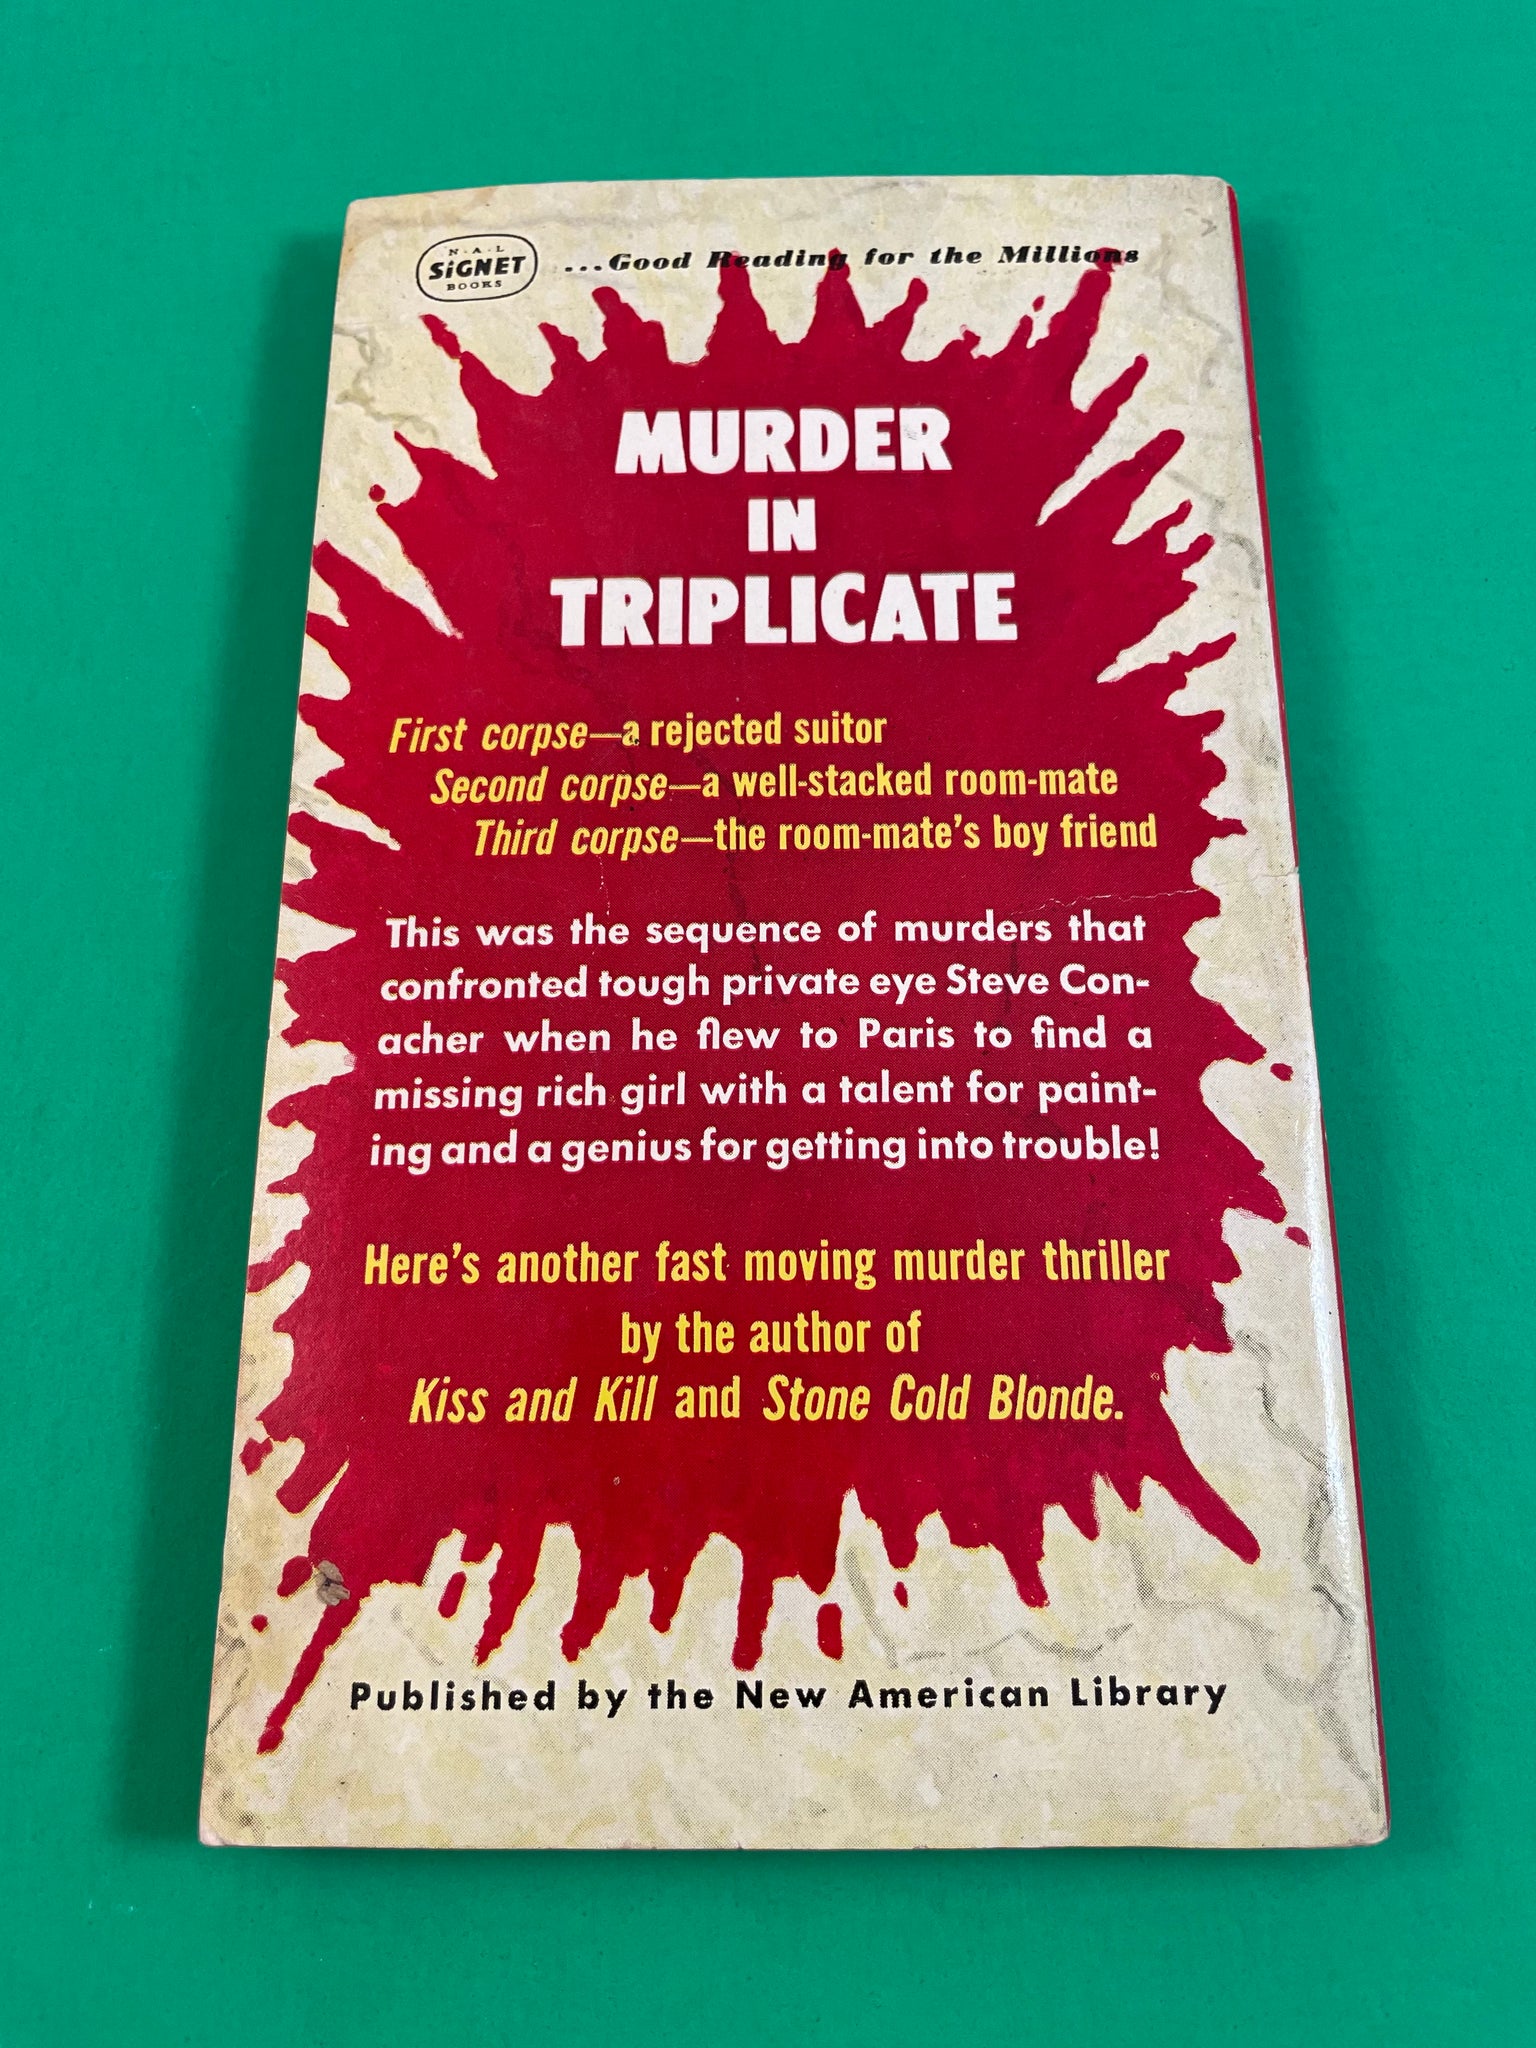 N·A·L
SiGNET
BOOKS
...Good Reading for the Millions
MURDER
IN
TRIPLICATE
First corpse—a rejected suitor
Second corpse—a well-stacked room-mate
Third corpse—the room-mate's boy friend
This was the sequence of murders that
confronted tough private eye Steve Con-
acher when he flew to Paris to find a
missing rich girl with a talent for paint-
ing and a genius for getting into trouble!
Here's another fast moving murder thriller
by the author of
Kiss and Kill and Stone Cold Blonde.
Published by the New American Library